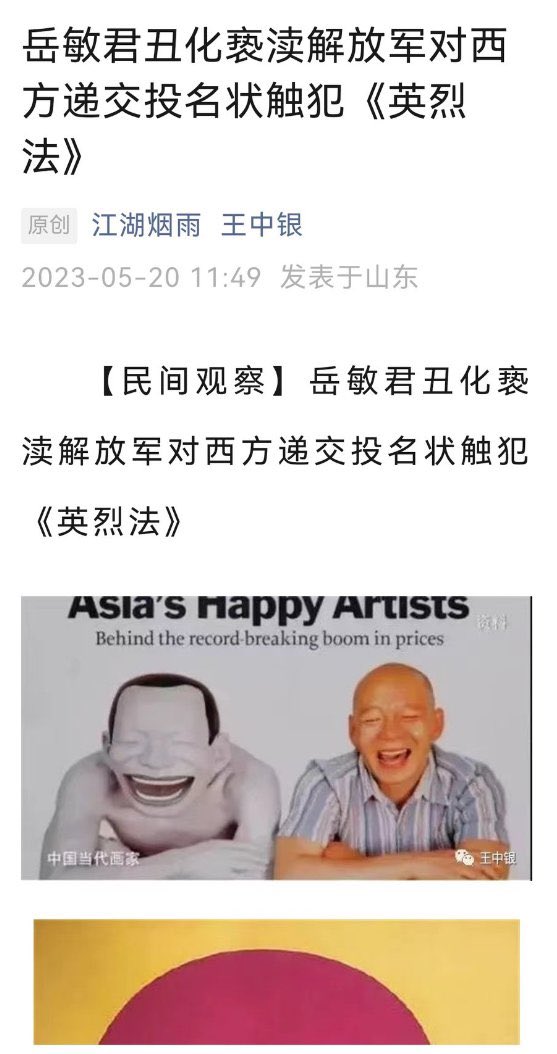 岳敏君丑化亵渎解放军对西
方递交投名状触犯《英烈
法》
原创 江湖烟雨 王中银
2023-05-20 11:49 发表于山东
【民间观察】岳敏君丑化亵
渎解放军对西方递交投名状触犯
《英烈法》
Asia's Happy Artists
资料
Behind the record-breaking boom in prices
中国当代画家
王中银